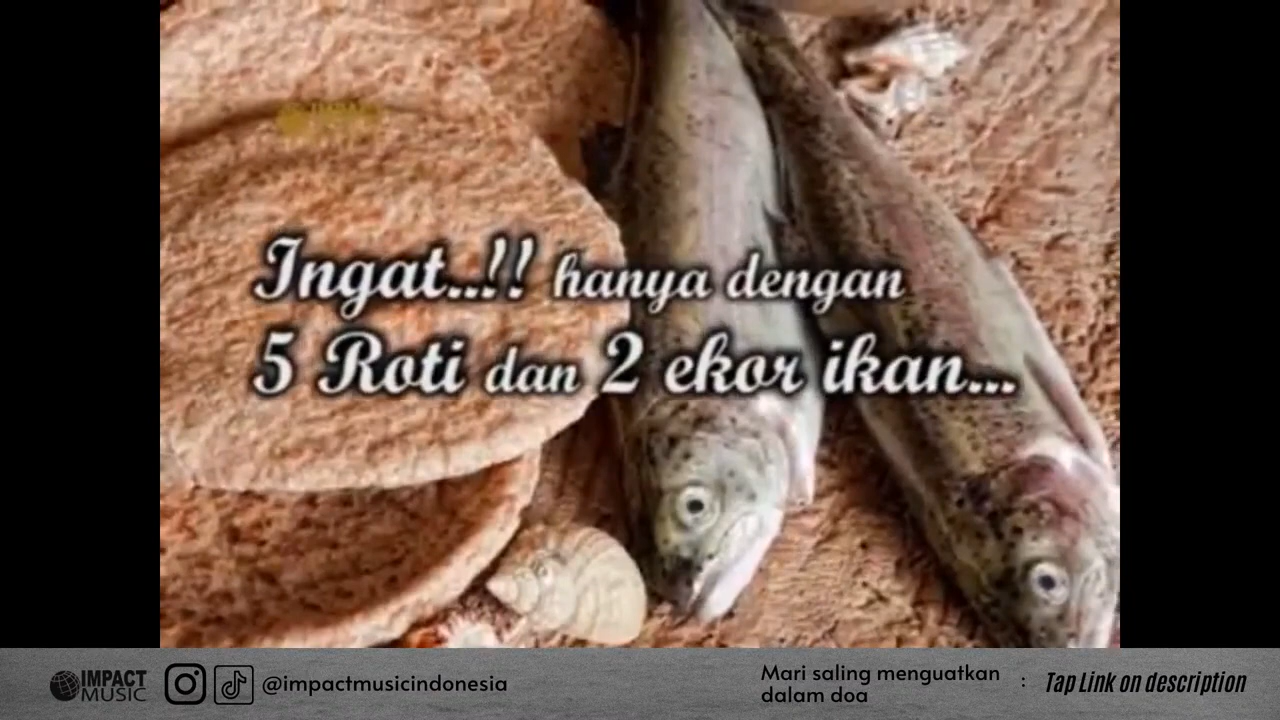 Ingat..!! hanya dengan
5 Roti dan 2 ekor ikan...
IMPACT
MUSIC
@impactmusicindonesia
Mari saling menguatkan
dalam doa
:
Tap Link on description